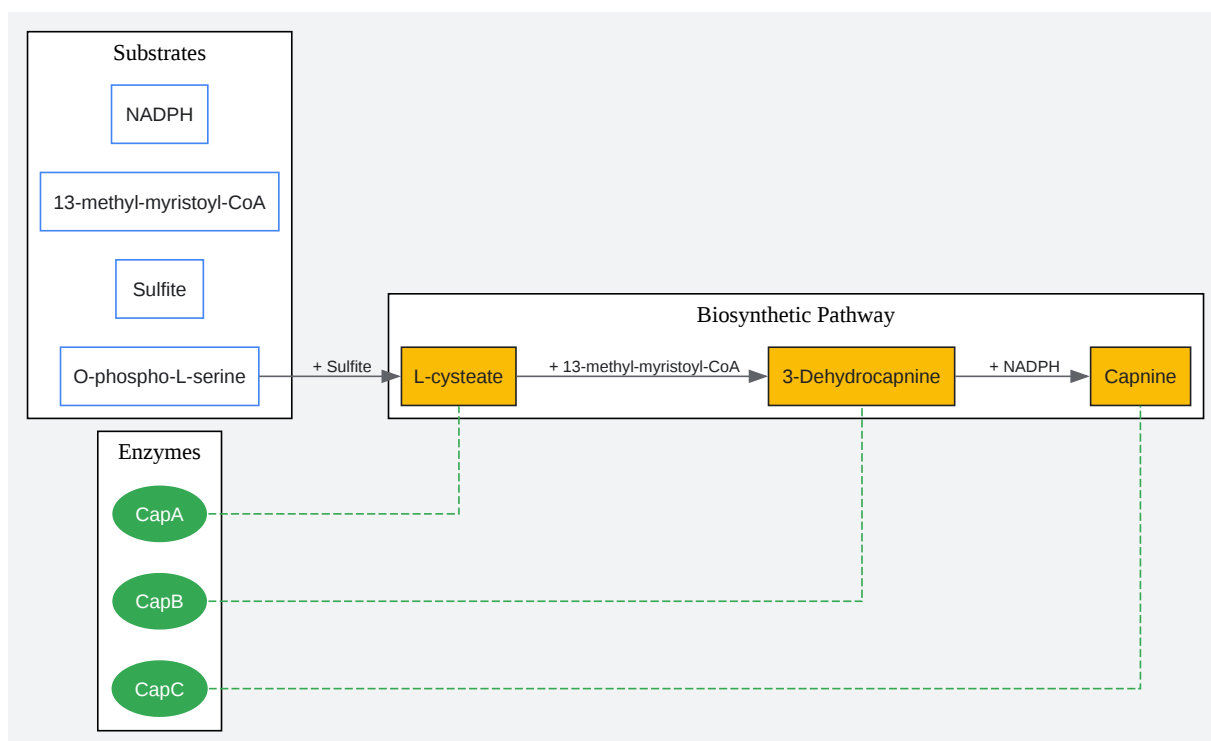 Substrates
NADPH
13-methyl-myristoyl-CoA
Sulfite
O-phospho-L-serine
+ Sulfite
Biosynthetic Pathway
L-cysteate
+ 13-methyl-myristoyl-CoA
3-Dehydrocapnine
+ NADPH
Capnine
Enzymes
CapA
CapB
CapC